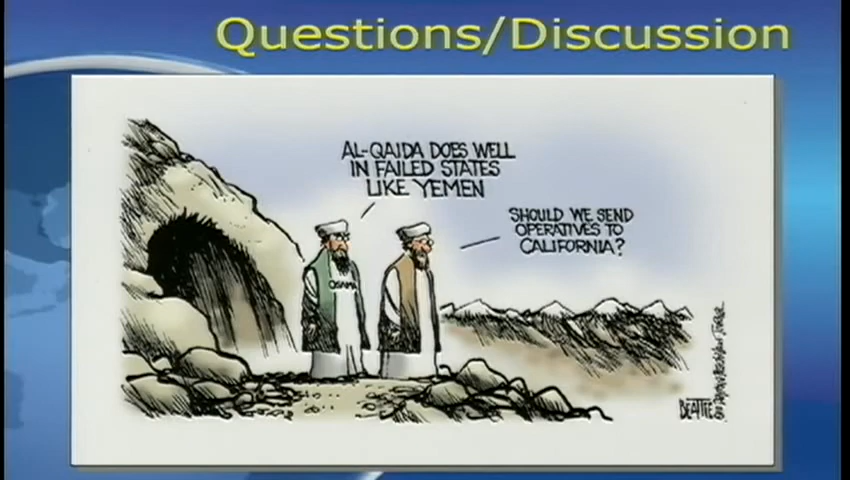 Questions/Discussion
AL-QAIDA DOES WELL
IN FAILED STATES
LIKE YEMEN
SHOULD WE SEND
OPERATIVES TO
CALIFORNIA?
OSAMA
BEATTIE